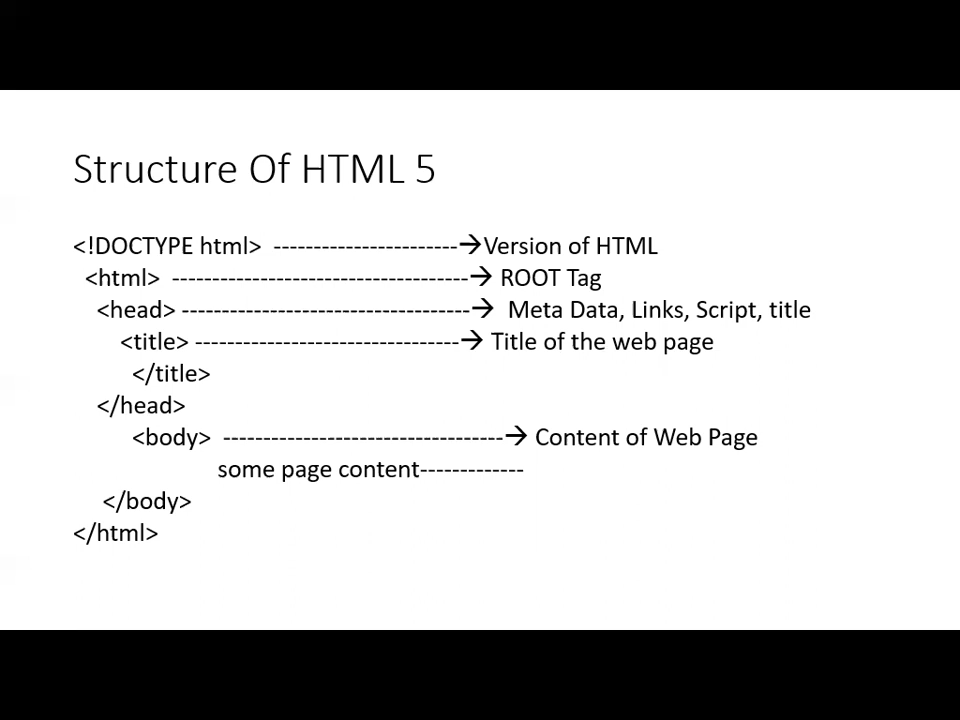 Structure Of HTML 5
<!DOCTYPE html> -----------------------→Version of HTML
<html> -------------------------------------→ ROOT Tag
<head> ------------------------------------→ Meta Data, Links, Script, title
<title> ---------------------------------→ Title of the web page
</title>
</head>
<body> -----------------------------------→ Content of Web Page
some page content-------------
</body>
</html>